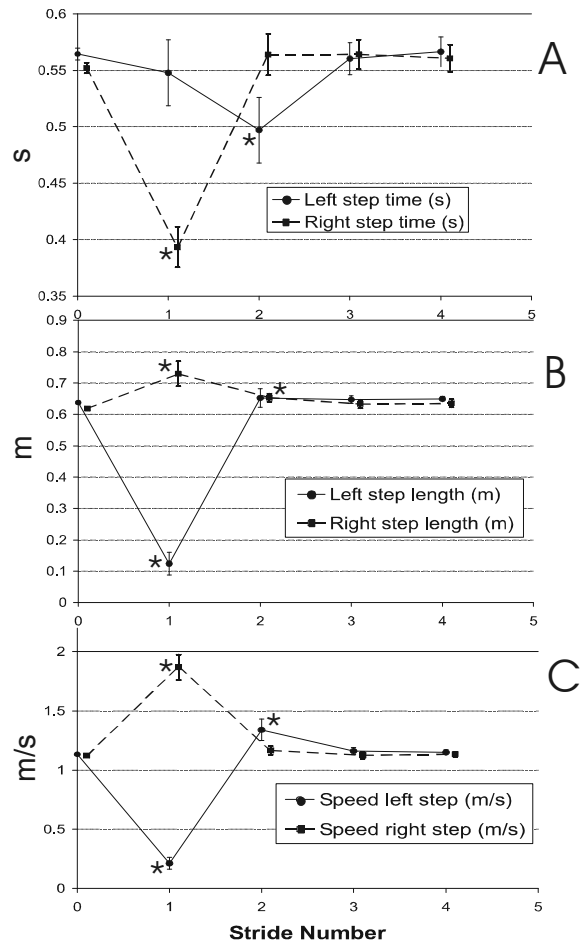 A
0.6
0.55
0.5
0.45
0.4
0.35
s
*
*
Left step time (s)
Right step time (s)
0 1 2 3 4 5
B
0.9
0.8
0.7
0.6
0.5
0.4
0.3
0.2
0.1
0
m
*
*
*
Left step length (m)
Right step length (m)
0 1 2 3 4 5
C
2
1.5
1
0.5
0
m/s
*
*
*
Speed left step (m/s)
Speed right step (m/s)
0 1 2 3 4 5
Stride Number